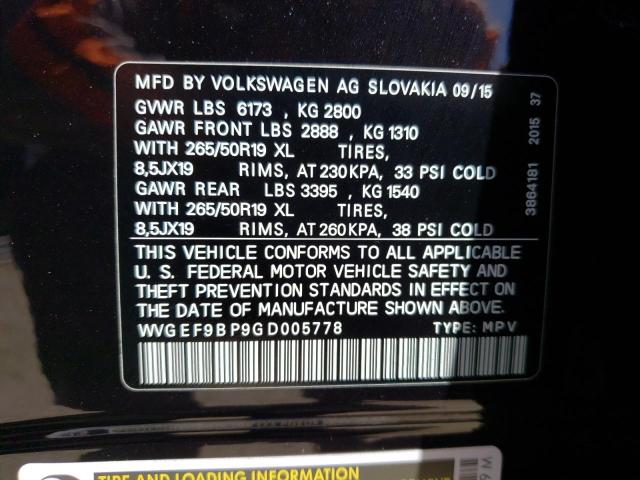 MFD BY VOLKSWAGEN AG SLOVAKIA 09/15
GVWR LBS 6173 , KG 2800
GAWR FRONT LBS 2888 , KG 1310
WITH 265/50R19 XL TIRES,
8,5JX19 RIMS, AT 230KPA, 33 PSI COLD
GAWR REAR LBS 3395 , KG 1540
WITH 265/50R19 XL TIRES,
8,5JX19 RIMS, AT 260KPA, 38 PSI COLD
THIS VEHICLE CONFORMS TO ALL APPLICABLE
U. S. FEDERAL MOTOR VEHICLE SAFETY AND
THEFT PREVENTION STANDARDS IN EFFECT ON
THE DATE OF MANUFACTURE SHOWN ABOVE.
WVGEF9BP9GD005778 TYPE: MPV
3864181 2015 37
TIRE AND LOADING INFORMATION